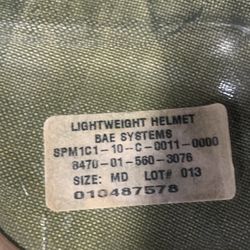 LIGHTWEIGHT HELMET
BAE SYSTEMS
SPM1C1-10-C-0011-0000
8470-01-560-3076
SIZE: MD LOT# 013
010487578